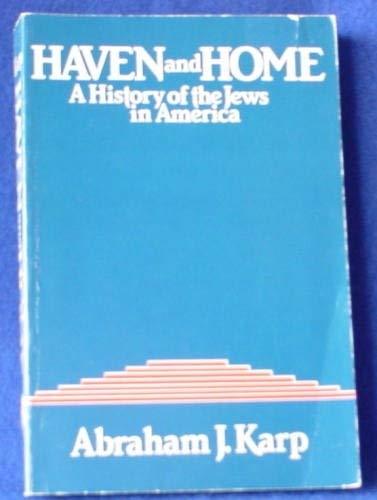 HAVEN and HOME
A History of the Jews
in America
Abraham J. Karp